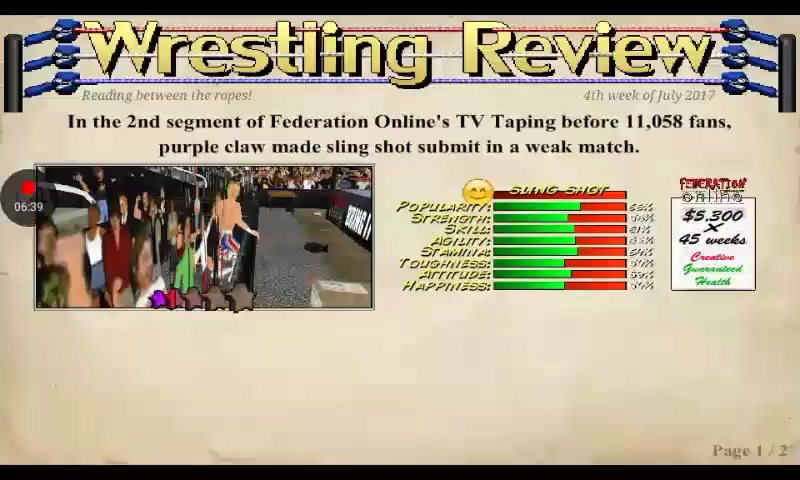 Wrestling Review
Reading between the ropes!
4th week of July 2017
In the 2nd segment of Federation Online's TV Taping before 11,058 fans,
purple claw made sling shot submit in a weak match.
06:39
SLING SHOT
POPULARITY:
STRENGTH:
SKILL:
AGILITY:
STAMINA:
TOUGHNESS:
ATTITUDE:
HAPPINESS:
FEDERATION
online
$5,300
X
45 weeks
Creative
Guaranteed
Health
Page 1 / 2